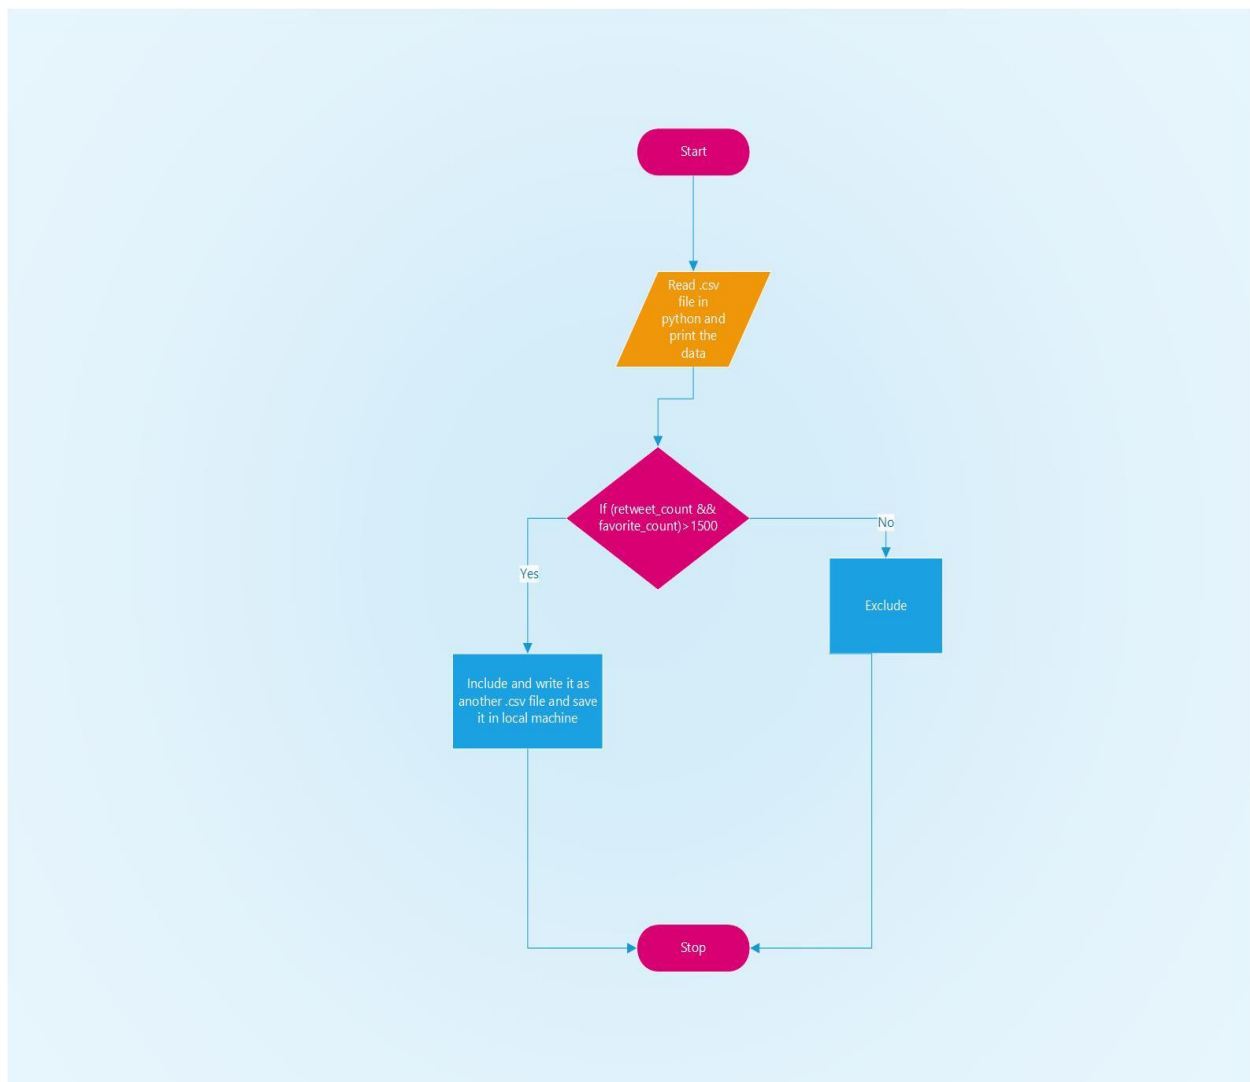 Start
Read .csv
file in
python and
print the
data
If (retweet_count &&
favorite_count)>1500
No
Yes
Exclude
Include and write it as
another .csv file and save
it in local machine
Stop